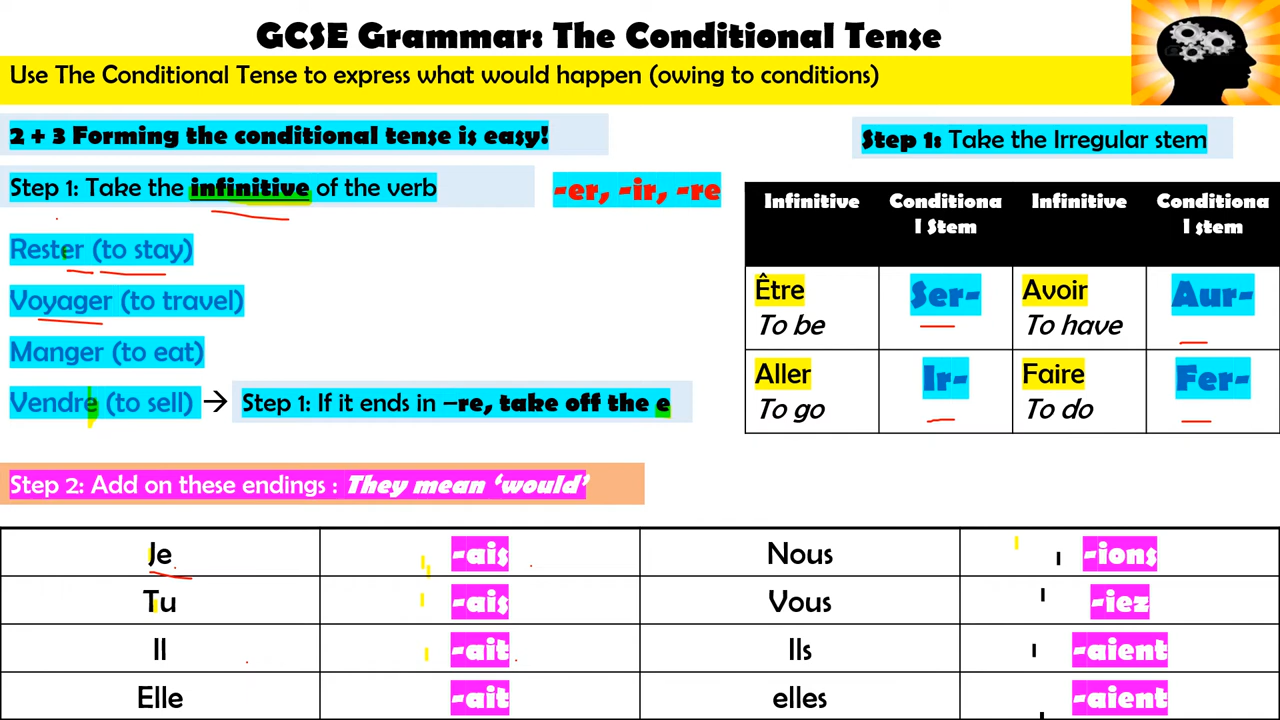 GCSE Grammar: The Conditional Tense
Use The Conditional Tense to express what would happen (owing to conditions)
2 + 3 Forming the conditional tense is easy!
Step 1: Take the infinitive of the verb
-er, -ir, -re
Rester (to stay)
Voyager (to travel)
Manger (to eat)
Vendre (to sell) → Step 1: If it ends in –re, take off the e
Step 1: Take the Irregular stem
Infinitive Conditiona Infinitive Conditiona
l Stem l stem
Être Ser- Avoir Aur-
To be To have
Aller Ir- Faire Fer-
To go To do
Step 2: Add on these endings : They mean ‘would’
Je -ais Nous -ions
Tu -ais Vous -iez
Il -ait Ils -aient
Elle -ait elles -aient